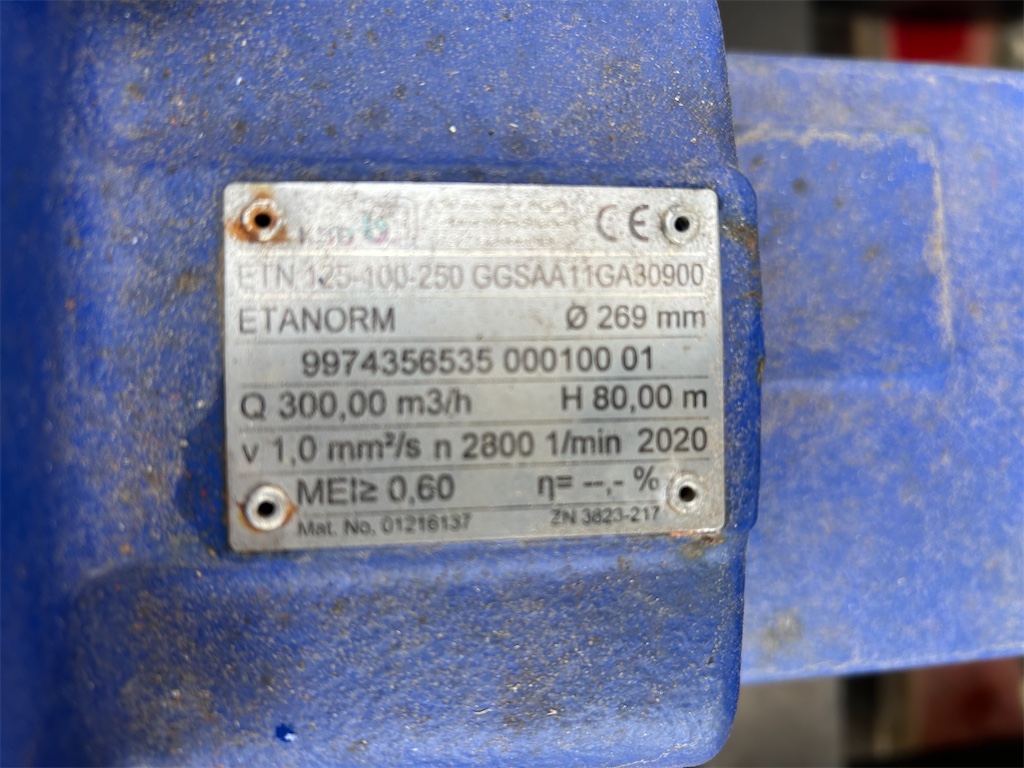 KSB CE
ETN 125-100-250 GGSAA11GA30900
ETANORM Ø 269 mm
9974356535 000100 01
Q 300,00 m3/h H 80,00 m
v 1,0 mm²/s n 2800 1/min 2020
MEI≥ 0,60 η= --,- %
Mat. No. 01216137 ZN 3823-217